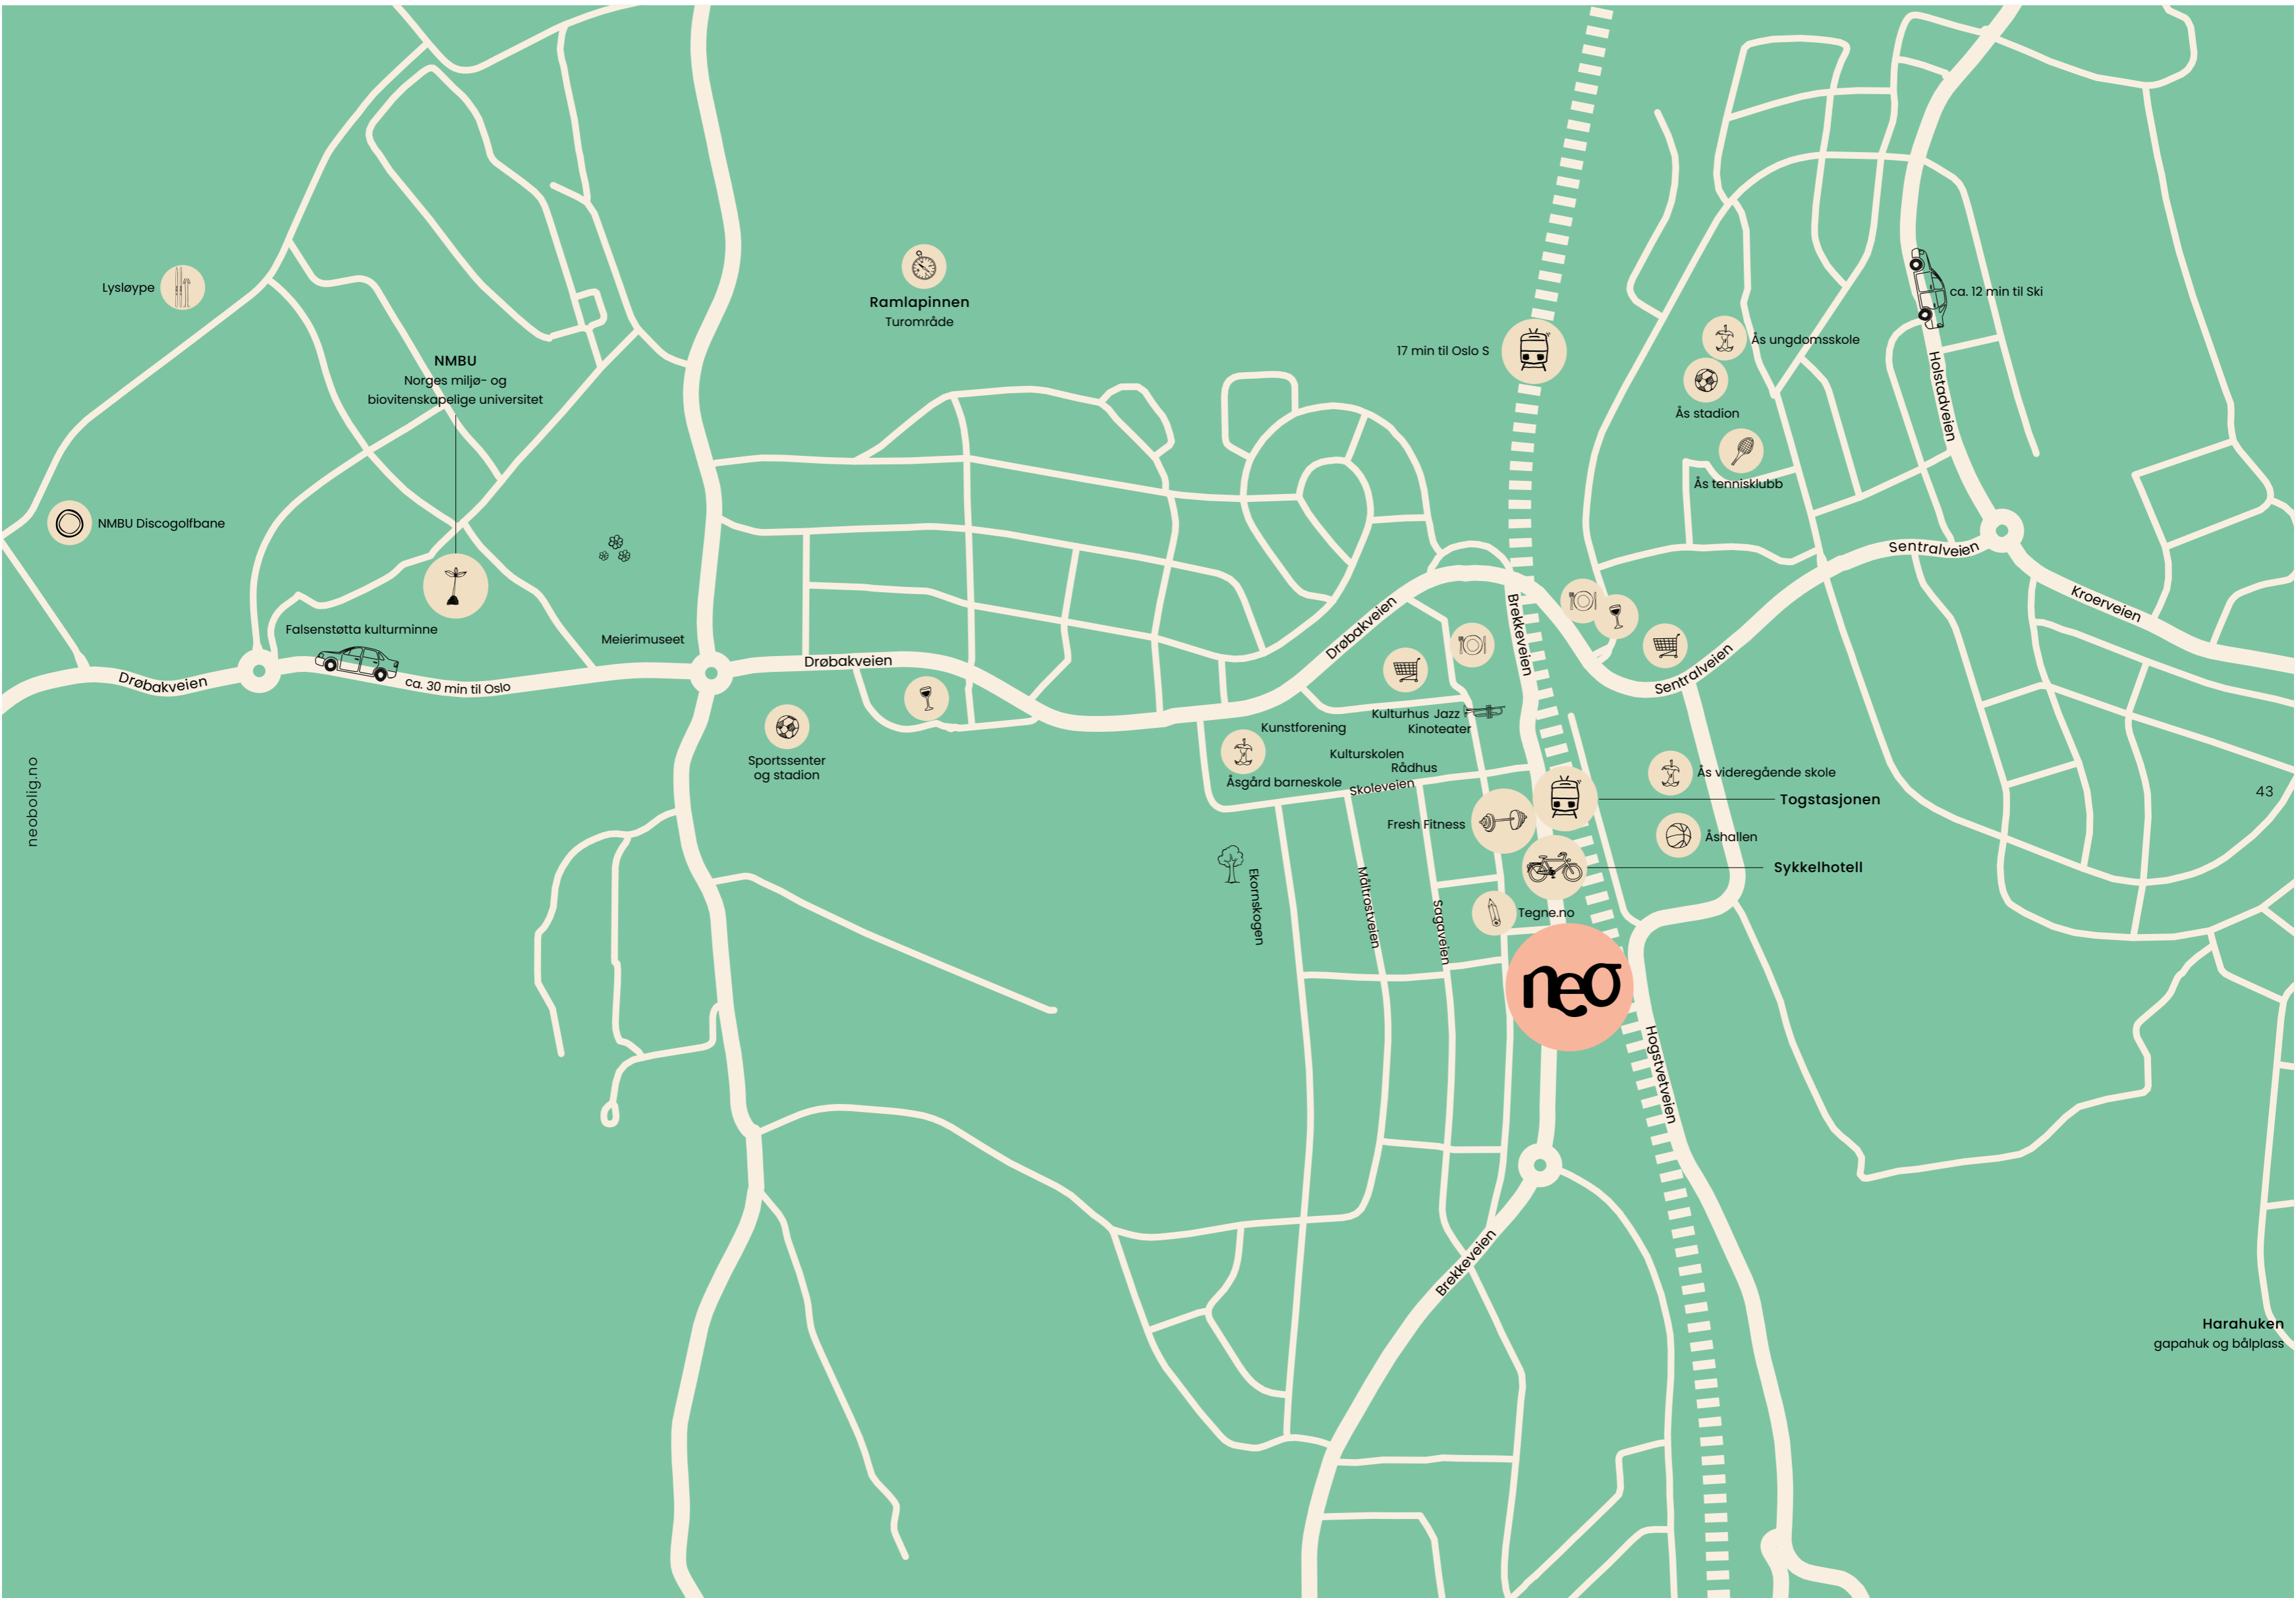 Lysløype
NMBU
Norges miljø- og
biovitenskapelige universitet
NMBU Discogolfbane
Falsenstøtta kulturminne
Meierimuseet
Drøbakveien
ca. 30 min til Oslo
Ramlapinnen
Turområde
Drøbakveien
Sportssenter
og stadion
17 min til Oslo S
Ås ungdomsskole
Ås stadion
Ås tennisklubb
ca. 12 min til Ski
Holstadveien
Sentralveien
Kroerveien
Drøbakveien
Brekkeveien
Sentralveien
Kulturhus Jazz
Kinoteater
Kunstforening
Kulturskolen
Rådhus
Åsgård barneskole
Skoleveien
Ås videregående skole
Togstasjonen
Fresh Fitness
Åshallen
Sykkelhotell
Tegne.no
Ekornskogen
Måltrostveien
Sagaveien
neo
Hogstvetveien
Brekkeveien
Harahuken
gapahuk og bålplass
neobolig.no
43